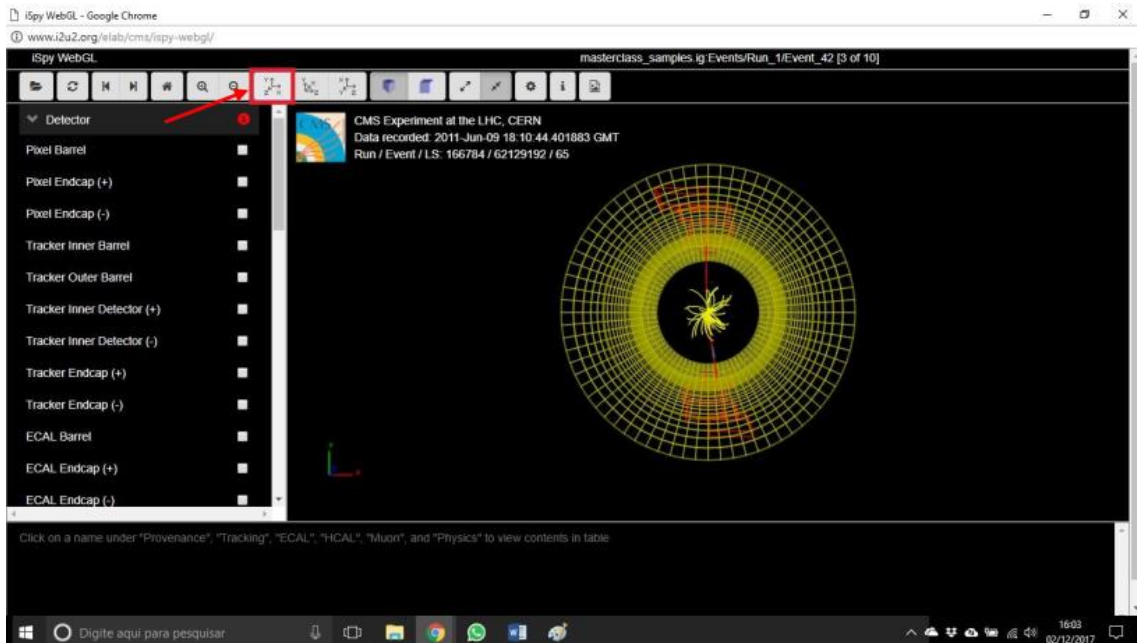 iSpy WebGL - Google Chrome
www.i2u2.org/elab/cms/ispy-webgl/
iSpy WebGL
masterclass_samples.ig:Events/Run_1/Event_42 [3 of 10]
Detector
Pixel Barrel
Pixel Endcap (+)
Pixel Endcap (-)
Tracker Inner Barrel
Tracker Outer Barrel
Tracker Inner Detector (+)
Tracker Inner Detector (-)
Tracker Endcap (+)
Tracker Endcap (-)
ECAL Barrel
ECAL Endcap (+)
ECAL Endcap (-)
CMS Experiment at the LHC, CERN
Data recorded: 2011-Jun-09 18:10:44.401883 GMT
Run / Event / LS: 166784 / 62129192 / 65
Click on a name under "Provenance", "Tracking", "ECAL", "HCAL", "Muon", and "Physics" to view contents in table
Digite aqui para pesquisar
16:03
02/12/2017